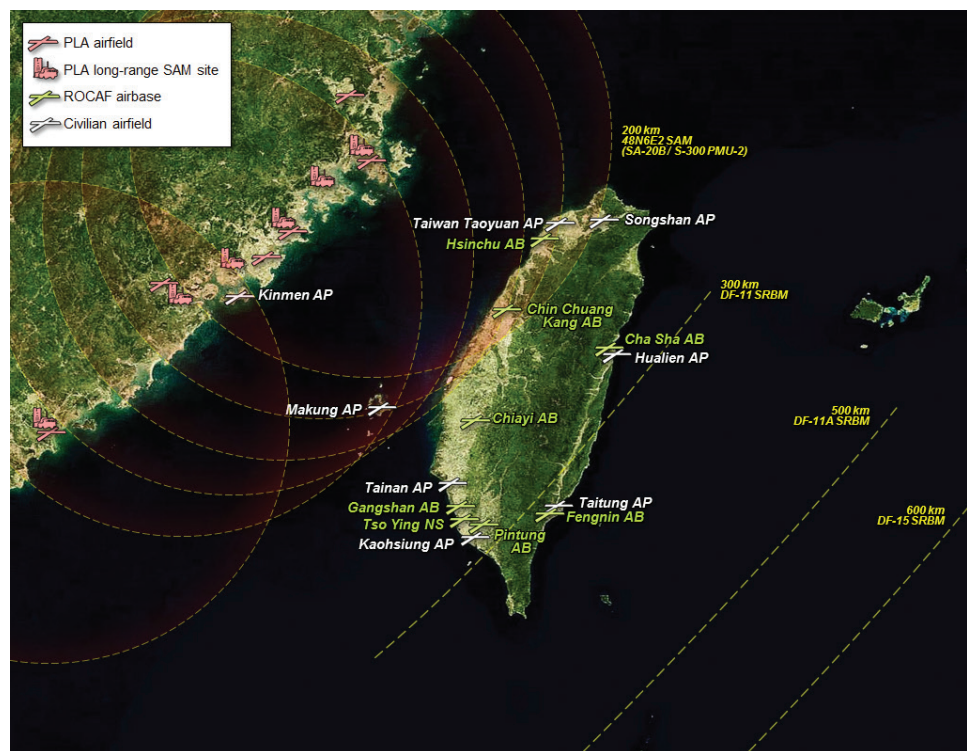 PLA airfield
PLA long-range SAM site
ROCAF airbase
Civilian airfield
200 km
48N6E2 SAM
(SA-20B/ S-300 PMU-2)
Taiwan Taoyuan AP
Songshan AP
Hsinchu AB
300 km
DF-11 SRBM
Kinmen AP
Chin Chuang
Kang AB
Cha Sha AB
Hualien AP
Makung AP
Chiayi AB
500 km
DF-11A SRBM
Tainan AP
Gangshan AB
Tso Ying NS
Kaohsiung AP
Pintung
AB
Taitung AP
Fengnin AB
600 km
DF-15 SRBM